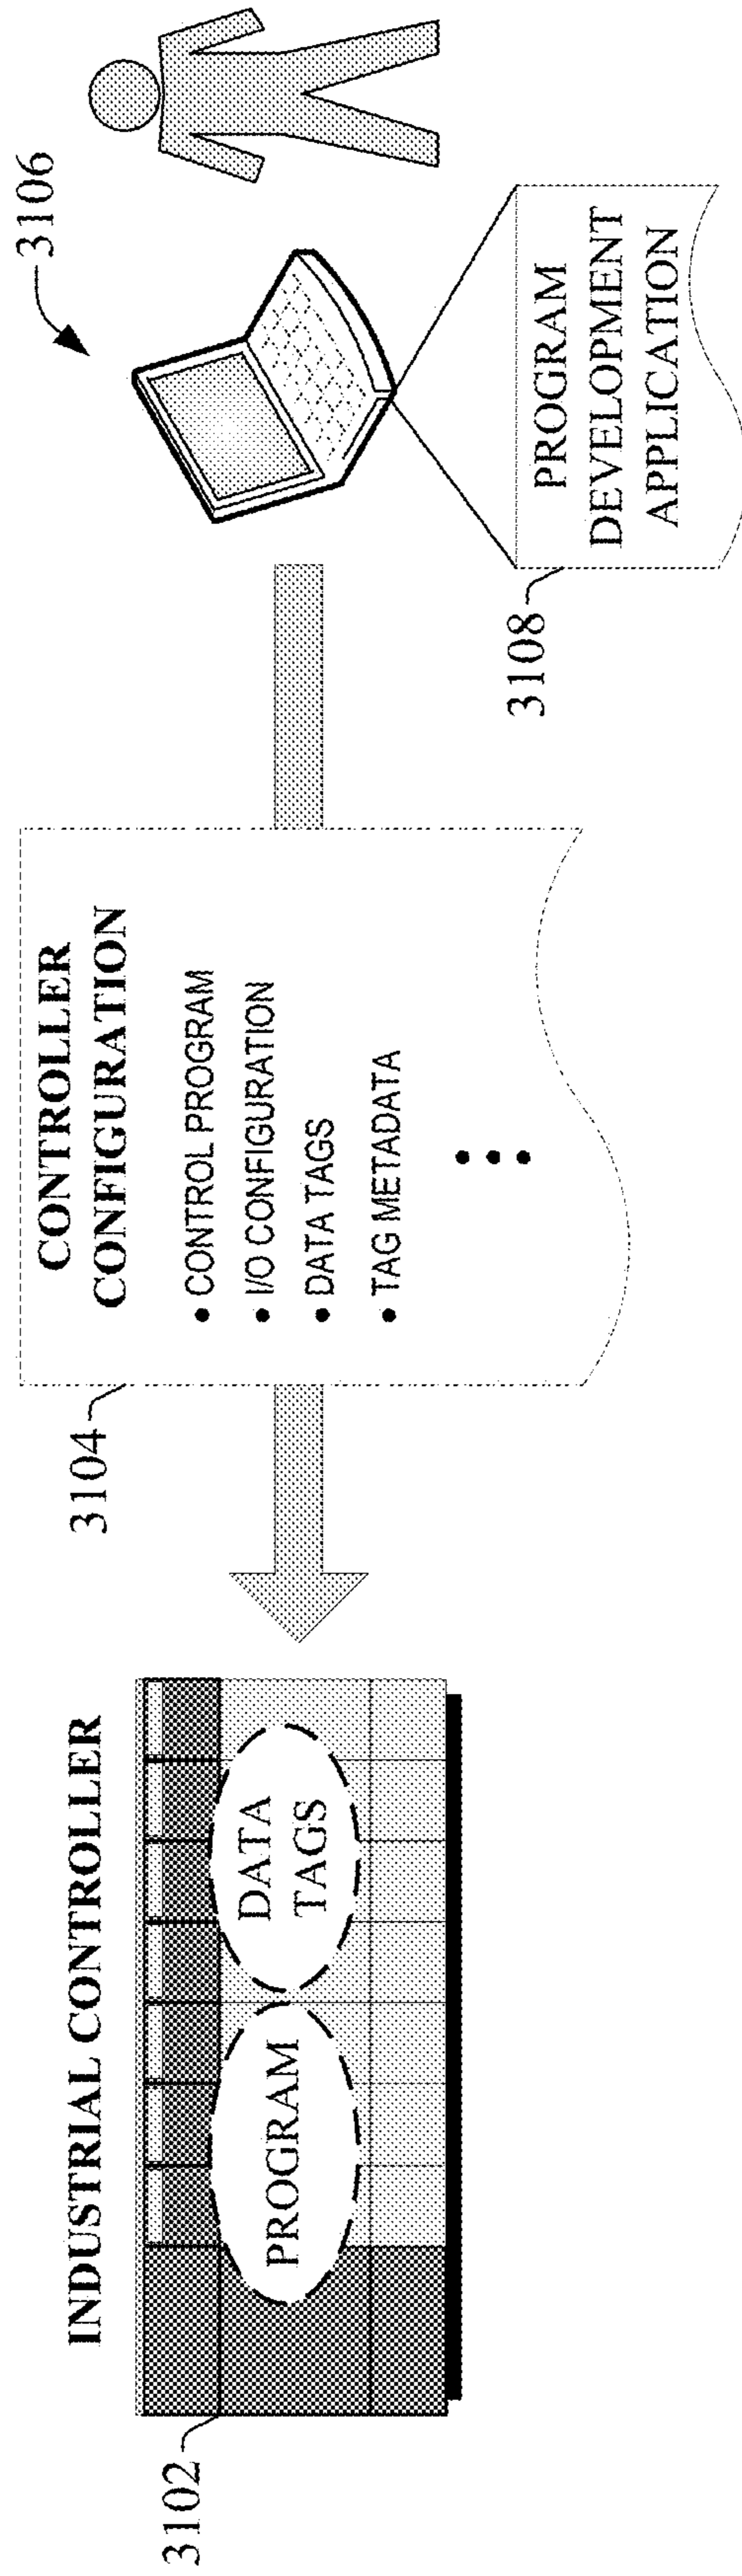 INDUSTRIAL CONTROLLER
3102
PROGRAM
DATA
TAGS
3104
CONTROLLER
CONFIGURATION
• CONTROL PROGRAM
• I/O CONFIGURATION
• DATA TAGS
• TAG METADATA
• • •
3106
3108
PROGRAM
DEVELOPMENT
APPLICATION